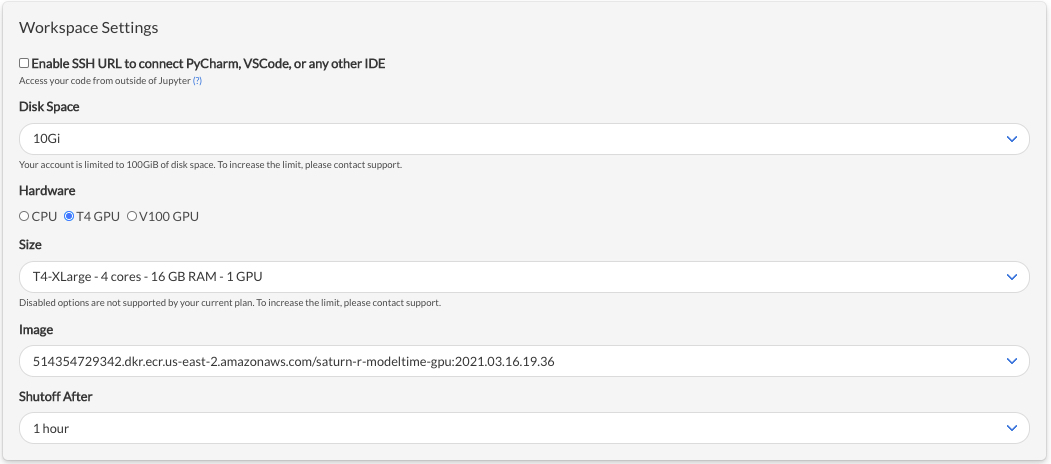 Workspace Settings
Enable SSH URL to connect PyCharm, VSCode, or any other IDE
Access your code from outside of Jupyter (?)
Disk Space
10Gi
Your account is limited to 100GiB of disk space. To increase the limit, please contact support.
Hardware
CPU T4 GPU V100 GPU
Size
T4-XLarge - 4 cores - 16 GB RAM - 1 GPU
Disabled options are not supported by your current plan. To increase the limit, please contact support.
Image
514354729342.dkr.ecr.us-east-2.amazonaws.com/saturn-r-modeltime-gpu:2021.03.16.19.36
Shutoff After
1 hour